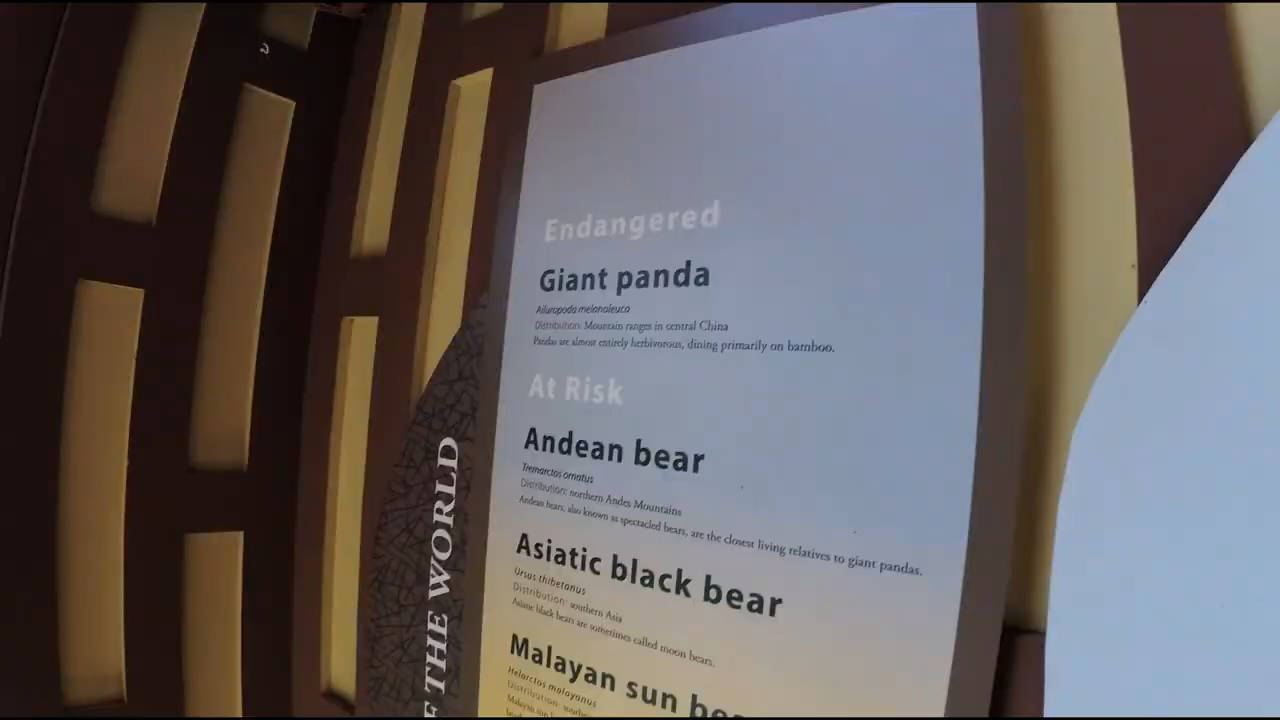 Endangered
Giant panda
Ailuropoda melanoleuca
Distribution: Mountain ranges in central China
Pandas are almost entirely herbivorous, dining primarily on bamboo.
At Risk
Andean bear
Tremarctos ornatus
Distribution: northern Andes Mountains
Andean bears, also known as spectacled bears, are the closest living relatives to giant pandas.
Asiatic black bear
Ursus thibetanus
Distribution: southern Asia
Asiatic black bears are sometimes called moon bears.
Malayan sun
Helarctos malayanus
Distribution:
Malayan sun
THE WORLD